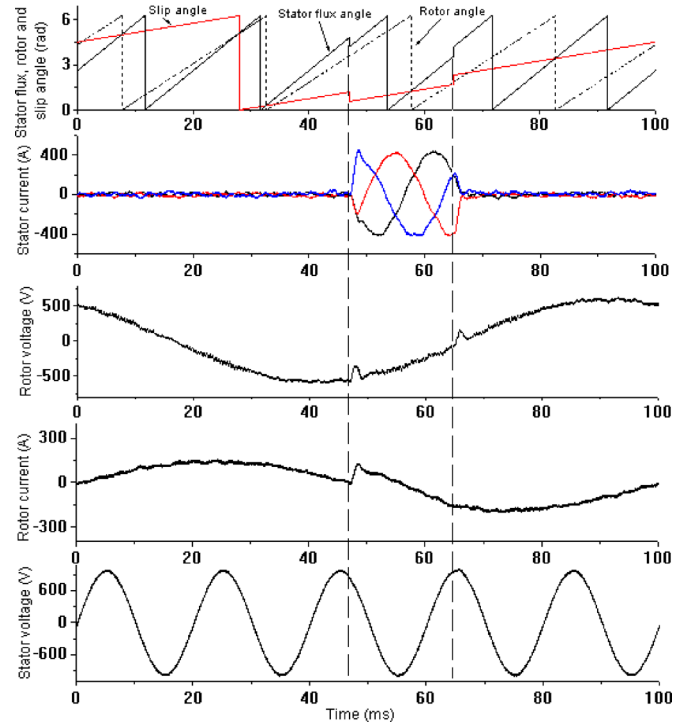 Stator flux, rotor and
slip angle (rad)
6
3
0
Slip angle
Stator flux angle
Rotor angle
0 20 40 60 80 100
Stator current (A)
400
0
-400
0 20 40 60 80 100
Rotor voltage (V)
500
0
-500
0 20 40 60 80 100
Rotor current (A)
300
0
-300
0 20 40 60 80 100
Stator voltage (V)
600
0
-600
0 20 40 60 80 100
Time (ms)